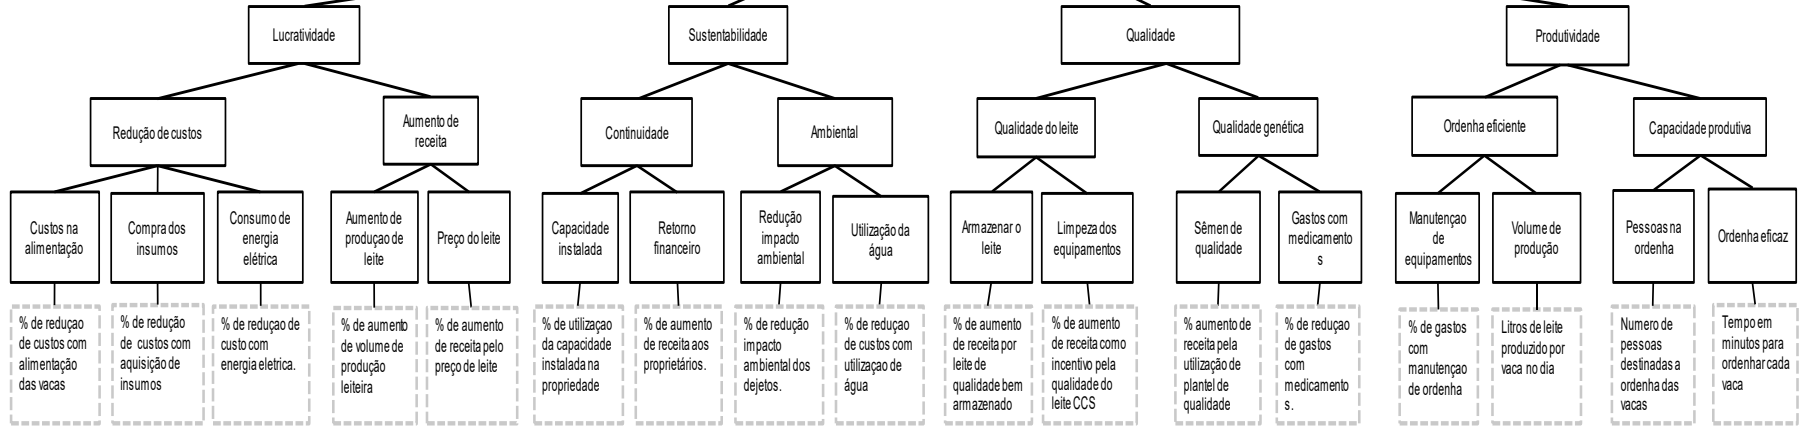 Lucratividade
Sustentabilidade
Qualidade
Produtividade
Redução de custos
Aumento de
receita
Continuidade
Ambiental
Qualidade do leite
Qualidade genética
Ordenha eficiente
Capacidade produtiva
Custos na
alimentação
Compra dos
insumos
Consumo de
energia
elétrica
Aumento de
produçao de
leite
Preço do leite
Capacidade
instalada
Retorno
financeiro
Redução
impacto
ambiental
Utilização da
água
Armazenar o
leite
Limpeza dos
equipamentos
Sêmen de
qualidade
Gastos com
medicamento
s
Manutençao
de
equipamentos
Volume de
produção
Pessoas na
ordenha
Ordenha eficaz
% de reduçao
de custos com
alimentação
das vacas
% de redução
de custos com
aquisição de
insumos
% de reduçao de
custo com
energia eletrica.
% de aumento
de volume de
produção
leiteira
% de aumento
de receita pelo
preço de leite
% de utilizaçao
da capacidade
instalada na
propriedade
% de aumento
de receita aos
proprietários.
% de redução
impacto
ambiental dos
dejetos.
% de reduçao
de custos com
utilizaçao de
água
% de aumento
de receita por
leite de
qualidade bem
armazenado
% de aumento
de receita como
incentivo pela
qualidade do
leite CCS
% aumento de
receita pela
utilização de
plantel de
qualidade
% de reduçao
de gastos
com
medicamento
s.
% de gastos
com
manutençao
de ordenha
Litros de leite
produzido por
vaca no dia
Numero de
pessoas
destinadas a
ordenha das
vacas
Tempo em
minutos para
ordenhar cada
vaca